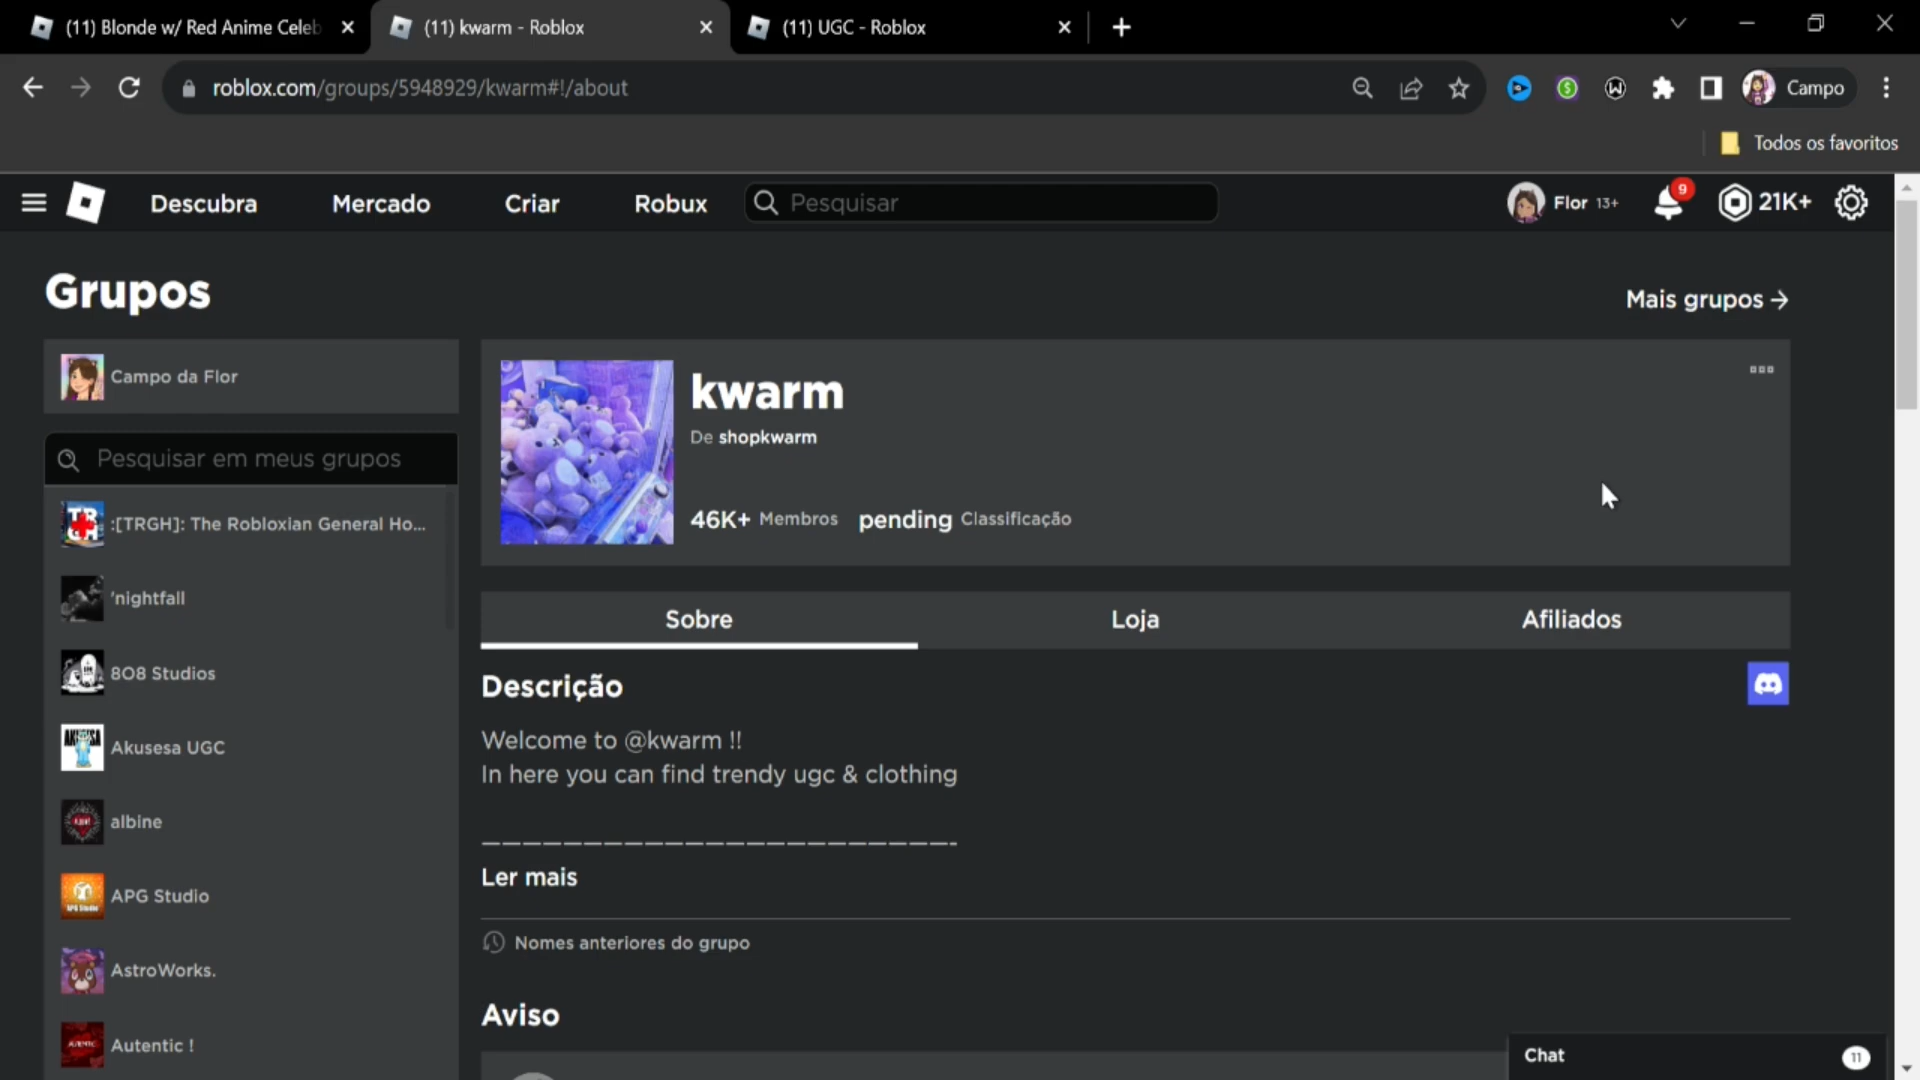 (11) Blonde w/ Red Anime Celeb
(11) kwarm - Roblox
(11) UGC - Roblox
roblox.com/groups/5948929/kwarm#!/about
Campo
Todos os favoritos
Descubra
Mercado
Criar
Robux
Pesquisar
Flor 13+
9
21K+
Grupos
Mais grupos
Campo da Flor
Pesquisar em meus grupos
:[TRGH]: The Robloxian General Ho...
'nightfall
808 Studios
Akusesa UGC
albine
APG Studio
AstroWorks.
Autentic !
kwarm
De shopkwarm
46K+ Membros pending Classificação
Sobre
Loja
Afiliados
Descrição
Welcome to @kwarm !!
In here you can find trendy ugc & clothing
————————————————————————-
Ler mais
Nomes anteriores do grupo
Aviso
Chat
11